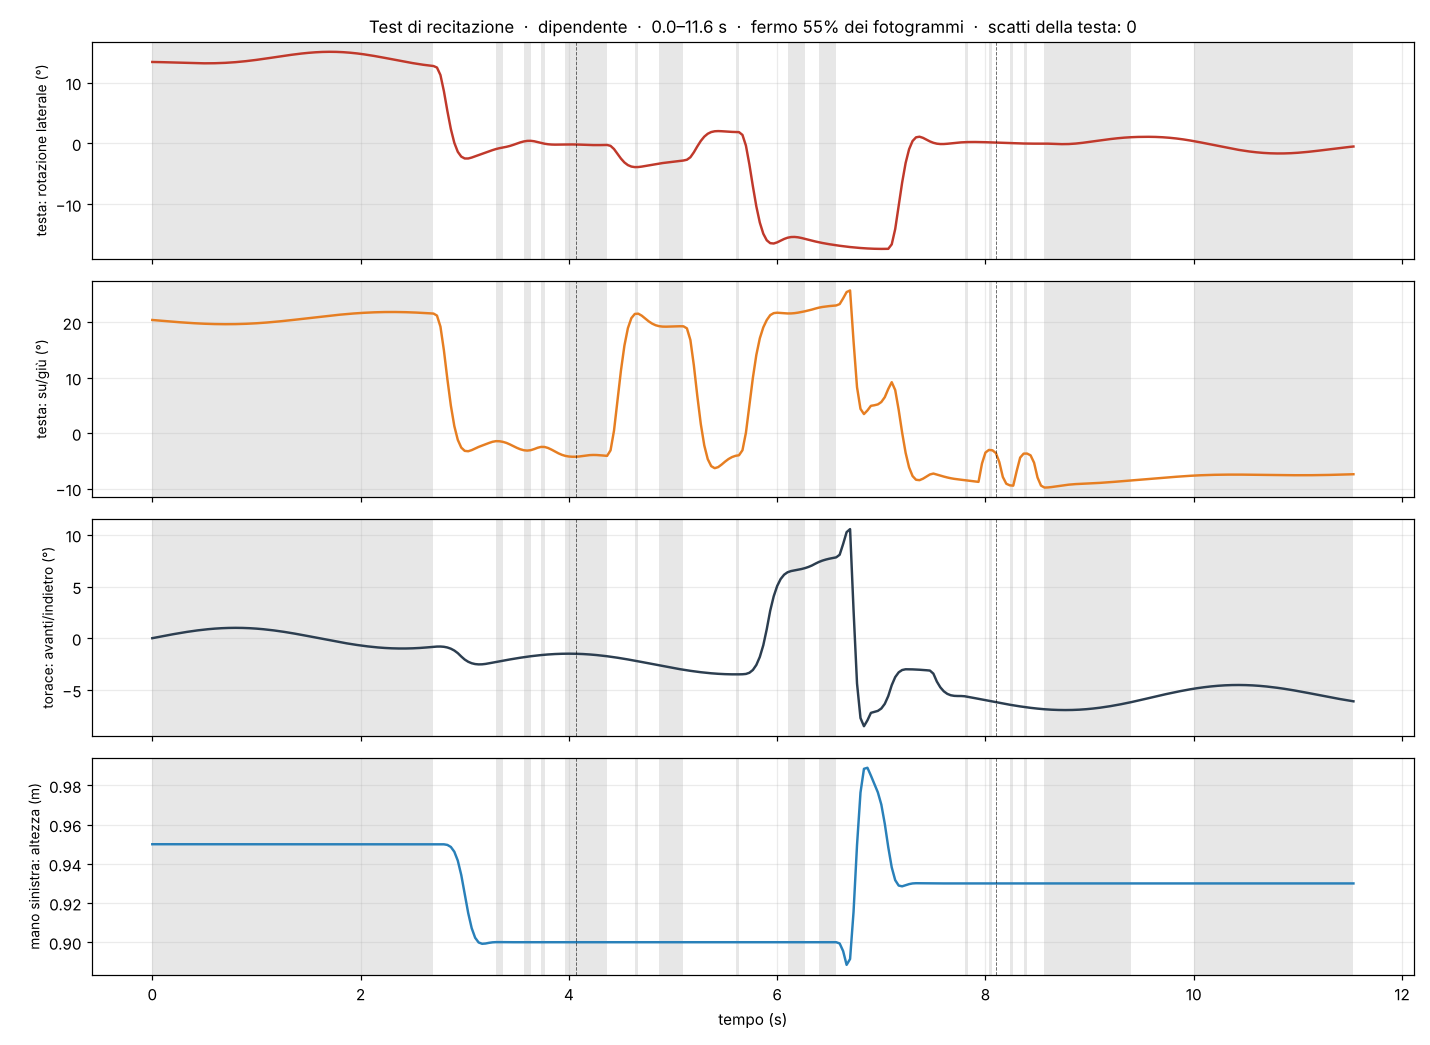 Test di recitazione · dipendente · 0.0–11.6 s · fermo 55% dei fotogrammi · scatti della testa: 0
testa: rotazione laterale (°)
10
0
−10
testa: su/giù (°)
20
10
0
−10
torace: avanti/indietro (°)
10
5
0
−5
mano sinistra: altezza (m)
0.98
0.96
0.94
0.92
0.90
0 2 4 6 8 10 12
tempo (s)